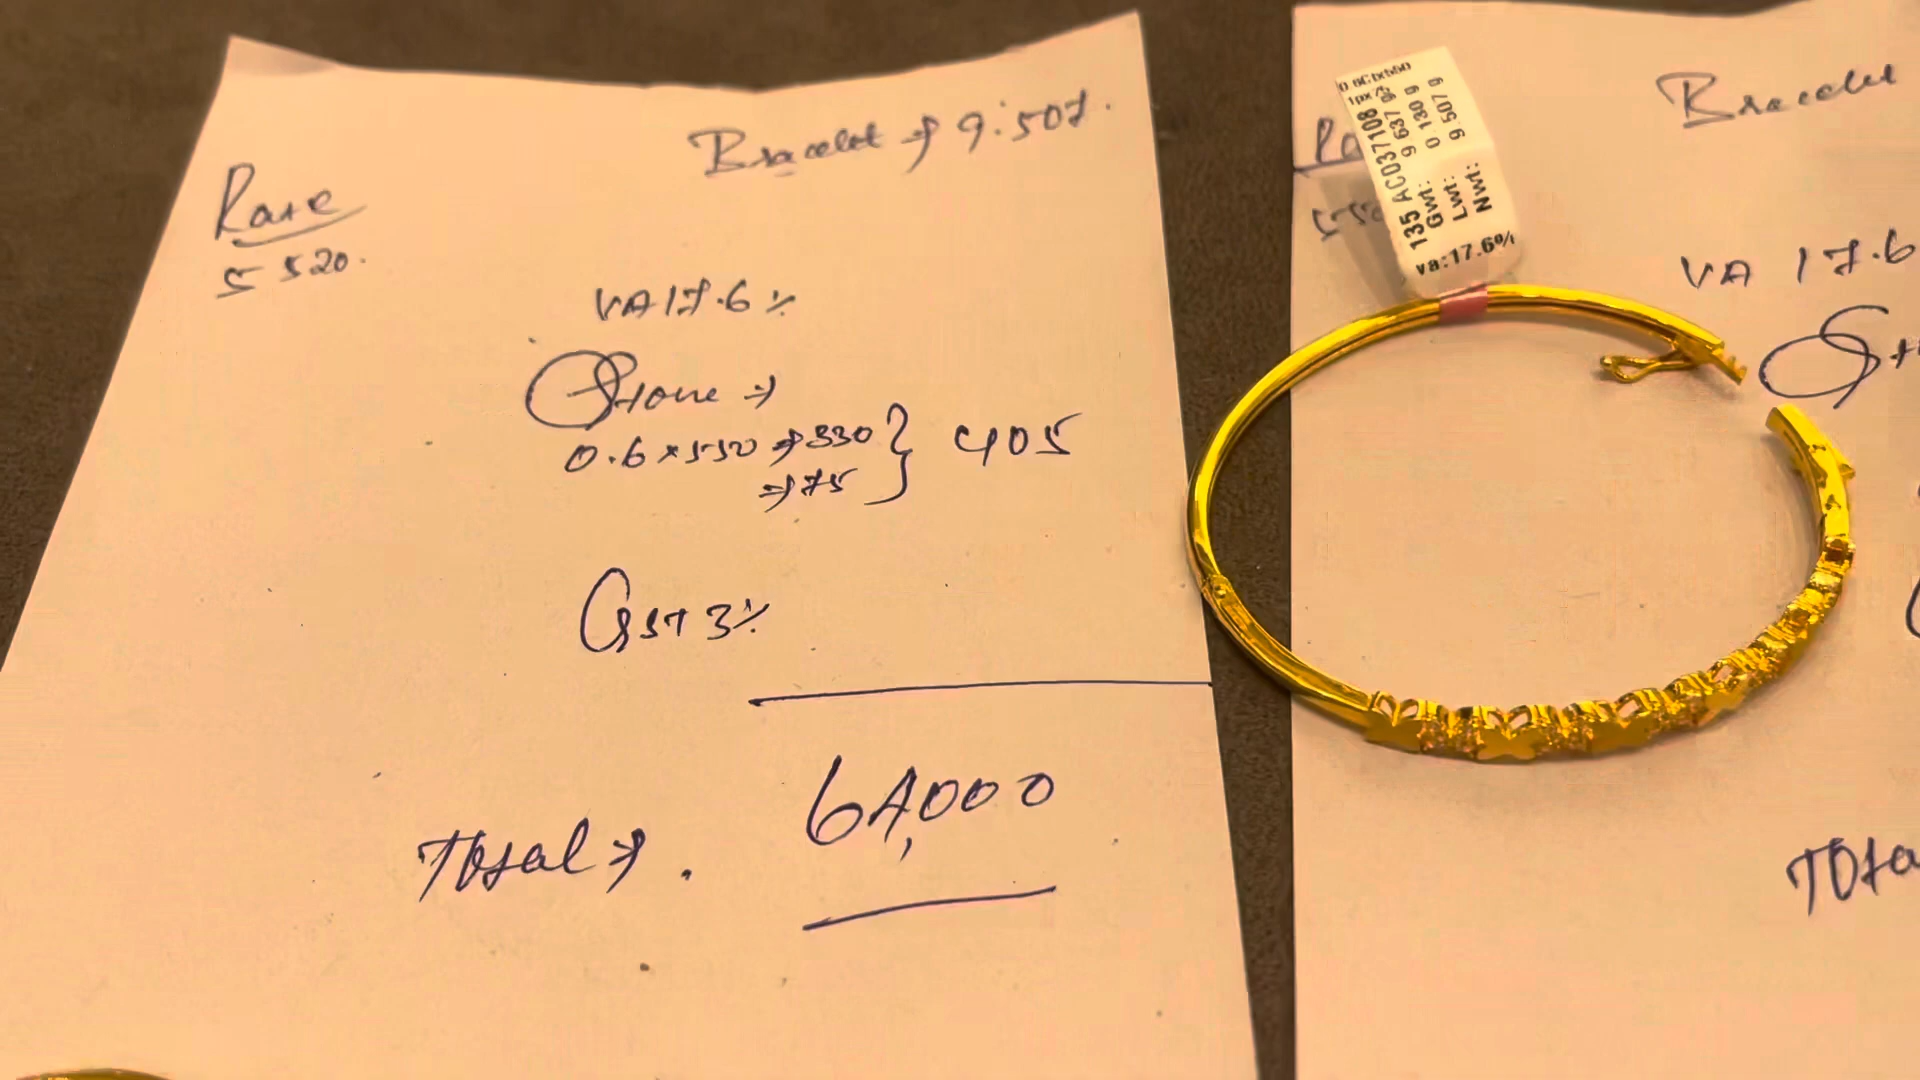 Bracelet → 9.507.
Rate
5520.
VA 17.6%
Stone →
0.6 x 550 → 330
→ 75
} 405
GST 3%
Total → . 64,000
135 AC037108
Gwt: 9.637 g
Lwt: 0.130 g
Nwt: 9.507 g
va:17.6%
Bracelet
VA 17.6
St
Tota